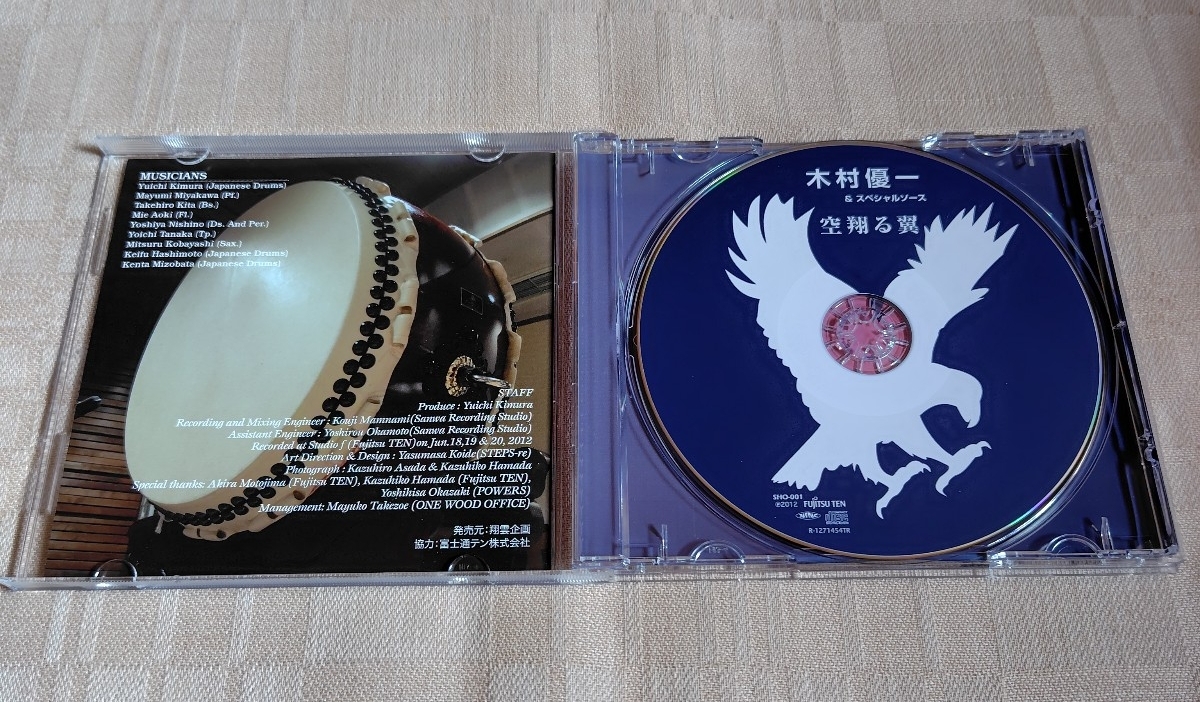 MUSICIANS
Yuichi Kimura (Japanese Drums)
Mayumi Miyakawa (Pf.)
Takehiro Kita (Bs.)
Mie Aoki (Fl.)
Yoshiya Nishino (Ds. And Per.)
Yoichi Tanaka (Tp.)
Mitsuru Kobayashi (Sax.)
Keifu Hashimoto (Japanese Drums)
Kenta Mizobata (Japanese Drums)
STAFF
Produce : Yuichi Kimura
Recording and Mixing Engineer : Kouji Mamnami(Sanwa Recording Studio)
Assistant Engineer : Yoshirou Okamoto(Sanwa Recording Studio)
Recorded at Studio f (Fujitsu TEN)on Jun.18,19 & 20, 2012
Art Direction & Design : Yasumasa Koide(STEPS-re)
Photograph : Kazuhiro Asada & Kazuhiko Hamada
Special thanks: Akira Motojima (Fujitsu TEN), Kazuhiko Hamada (Fujitsu TEN),
Yoshihisa Okazaki (POWERS)
Management: Mayuko Takezoe (ONE WOOD OFFICE)
発売元：翔雲企画
協力：富士通テン株式会社
木村優一
& スペシャルソース
空翔る翼
SHO-001
℗2012 FUJITSU TEN
R-1271454TR